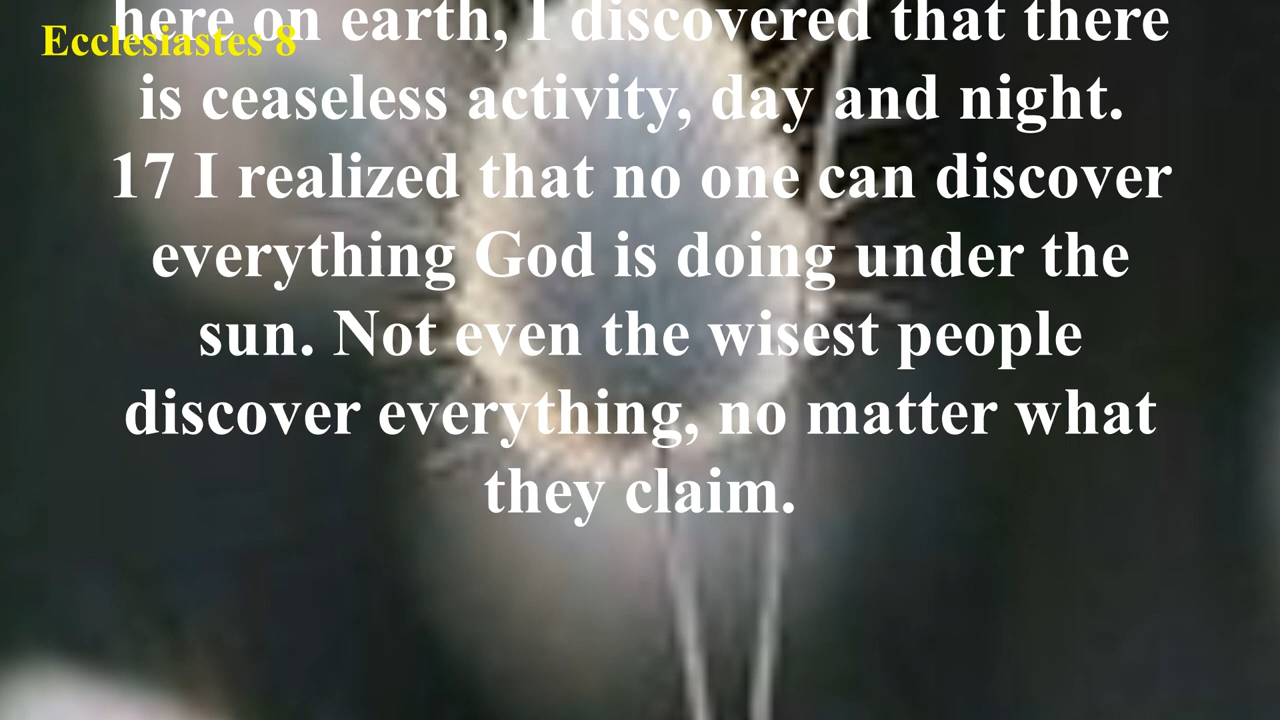 Ecclesiastes 8
here on earth, I discovered that there
is ceaseless activity, day and night.
17 I realized that no one can discover
everything God is doing under the
sun. Not even the wisest people
discover everything, no matter what
they claim.